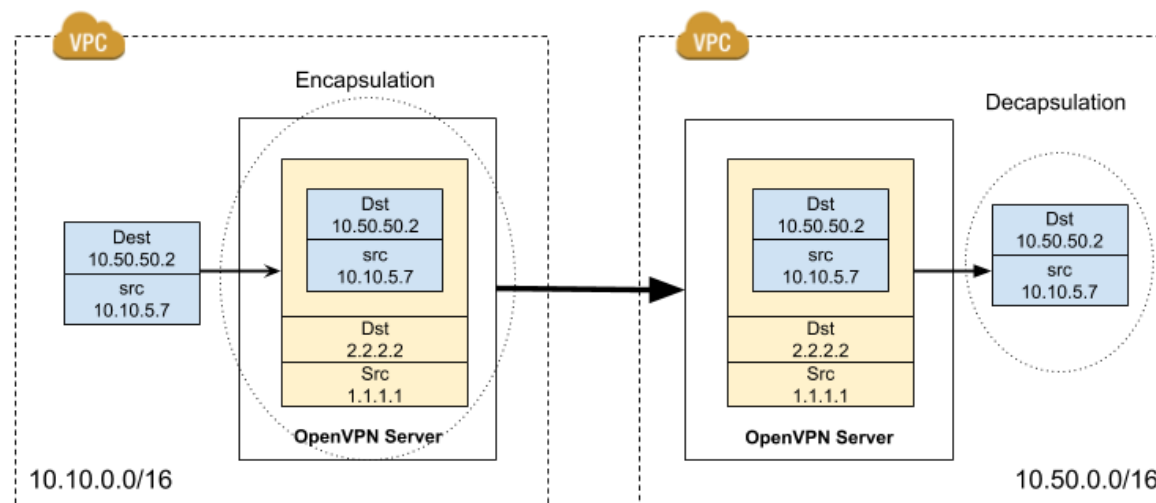 VPC
VPC
Encapsulation
Decapsulation
Dest
10.50.50.2
src
10.10.5.7
Dst
10.50.50.2
src
10.10.5.7
Dst
2.2.2.2
Src
1.1.1.1
OpenVPN Server
Dst
10.50.50.2
src
10.10.5.7
Dst
2.2.2.2
Src
1.1.1.1
OpenVPN Server
Dst
10.50.50.2
src
10.10.5.7
10.10.0.0/16
10.50.0.0/16